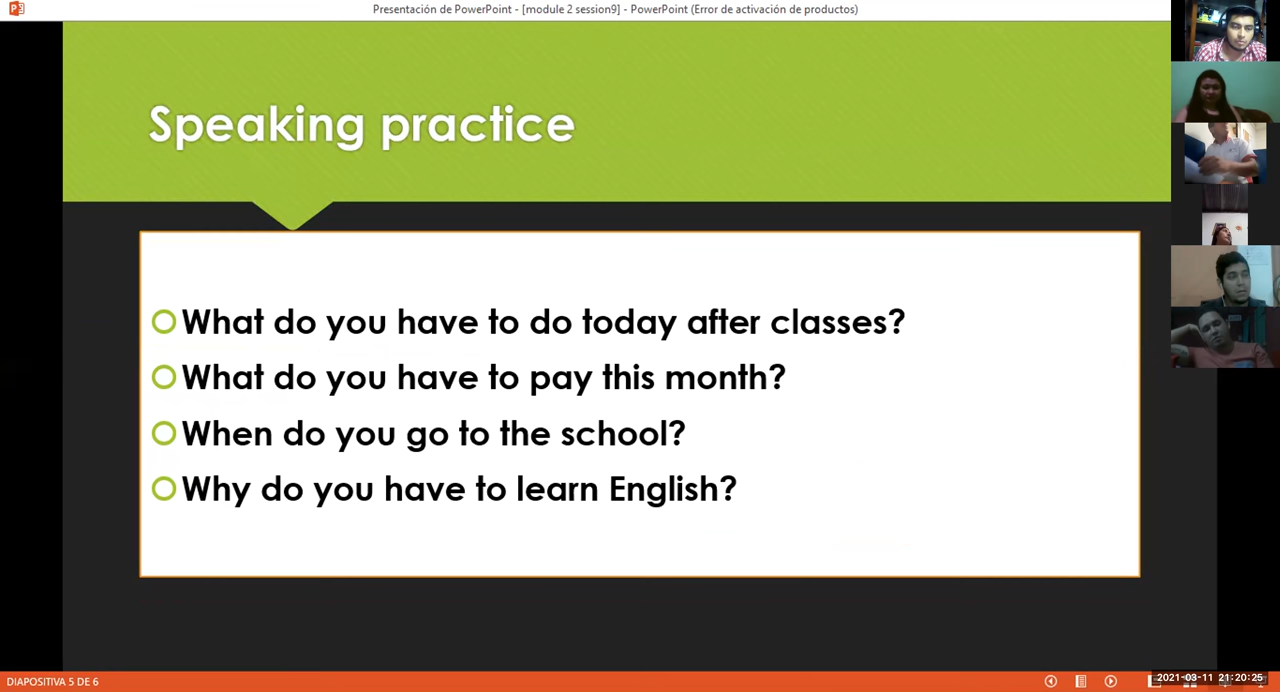 Presentación de PowerPoint - [module 2 session9] - PowerPoint (Error de activación de productos)
Speaking practice
What do you have to do today after classes?
What do you have to pay this month?
When do you go to the school?
Why do you have to learn English?
DIAPOSITIVA 5 DE 6
2021-03-11 21:20:25